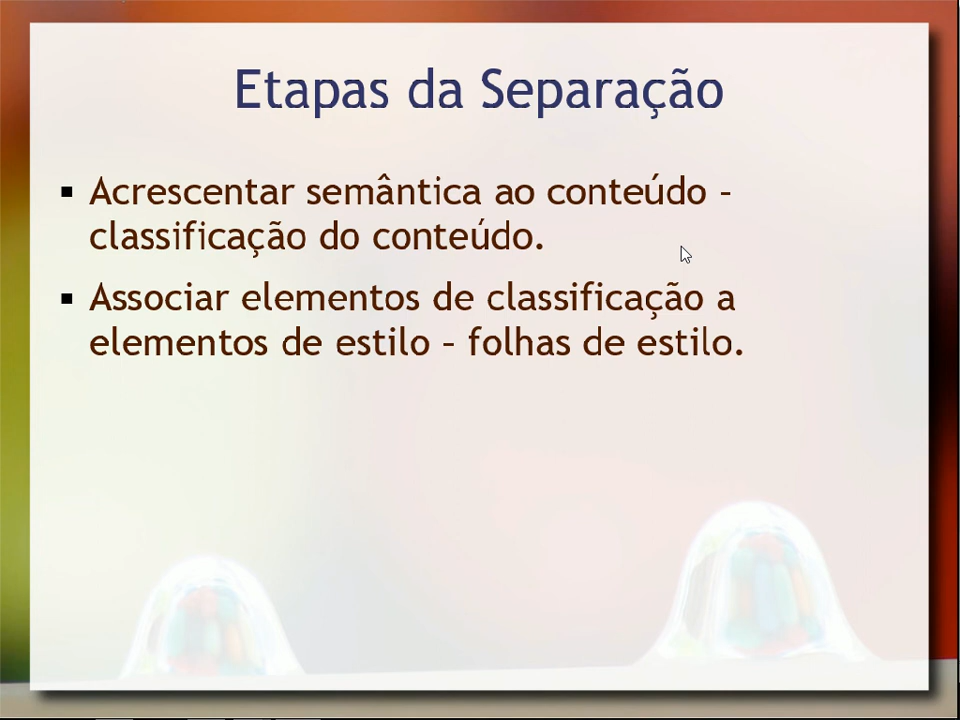 Etapas da Separação
▪ Acrescentar semântica ao conteúdo –
classificação do conteúdo.
▪ Associar elementos de classificação a
elementos de estilo – folhas de estilo.